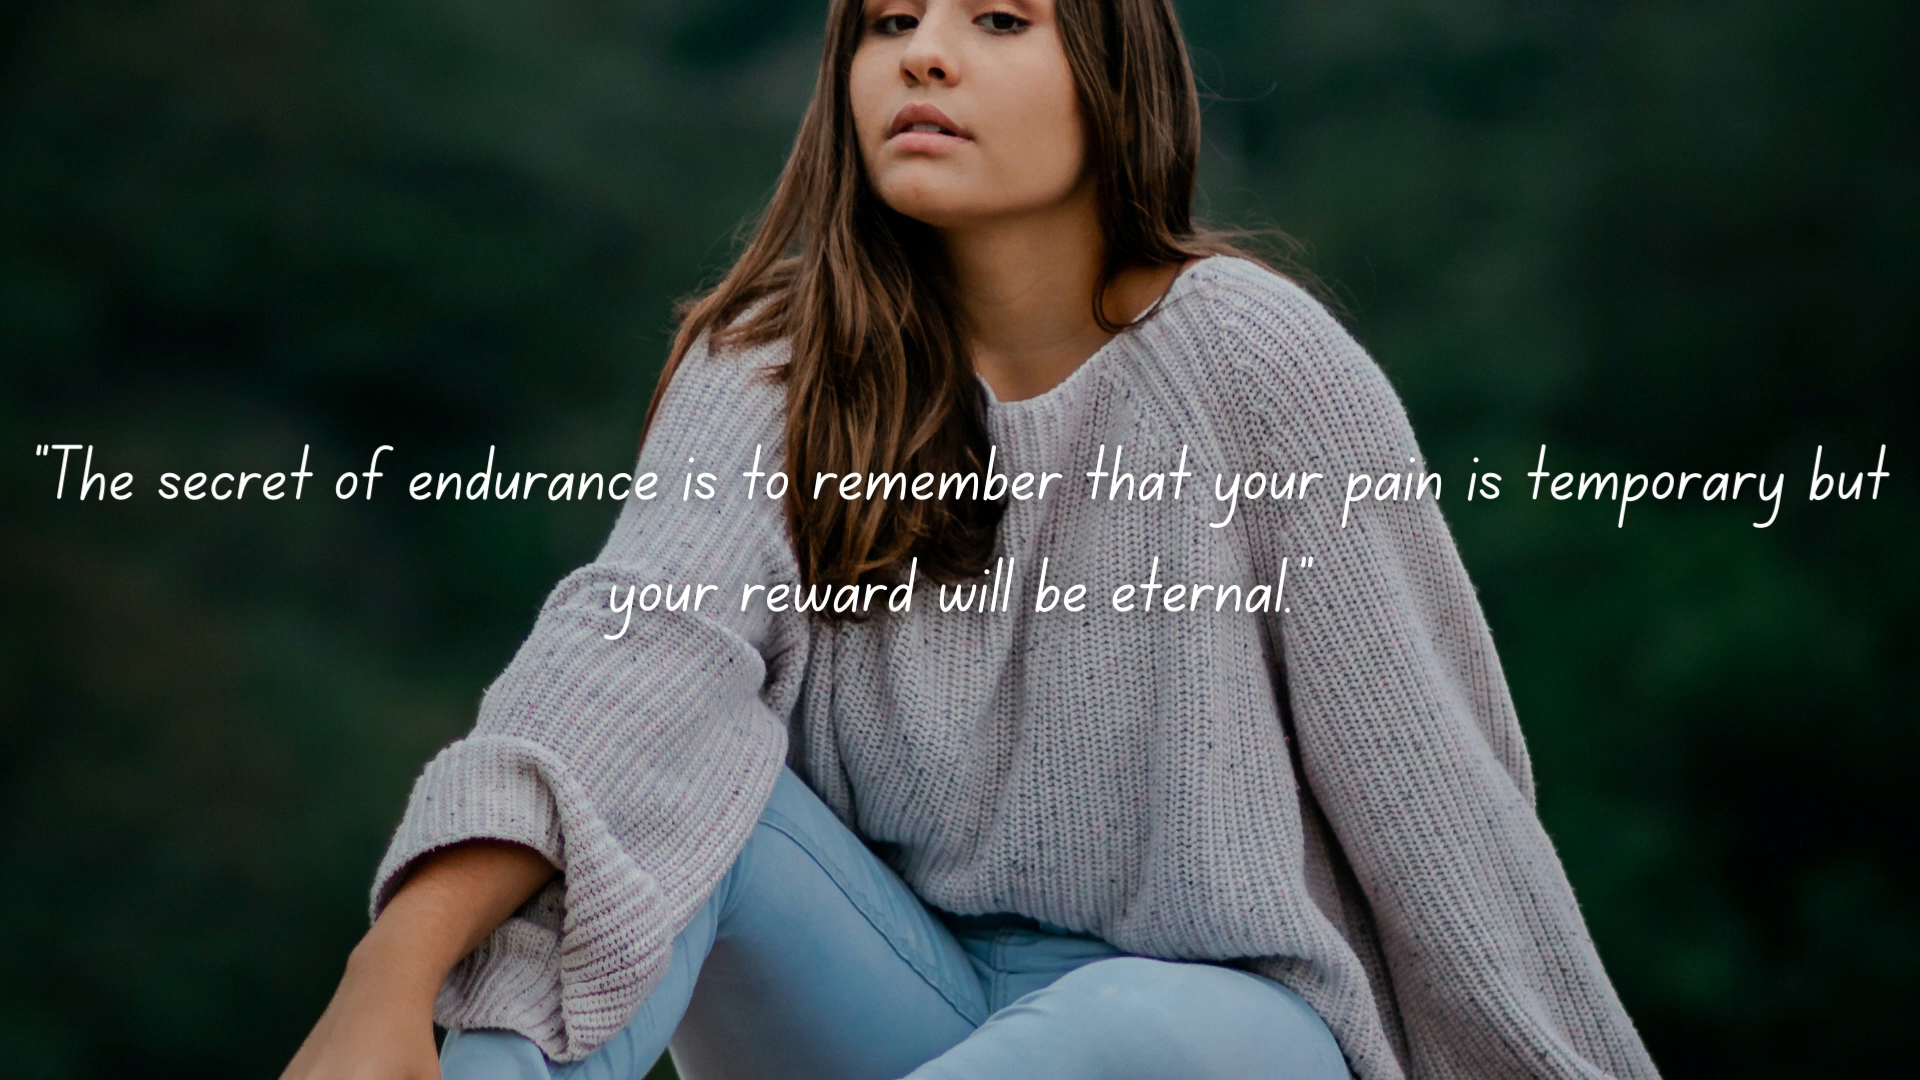 "The secret of endurance is to remember that your pain is temporary but
your reward will be eternal."